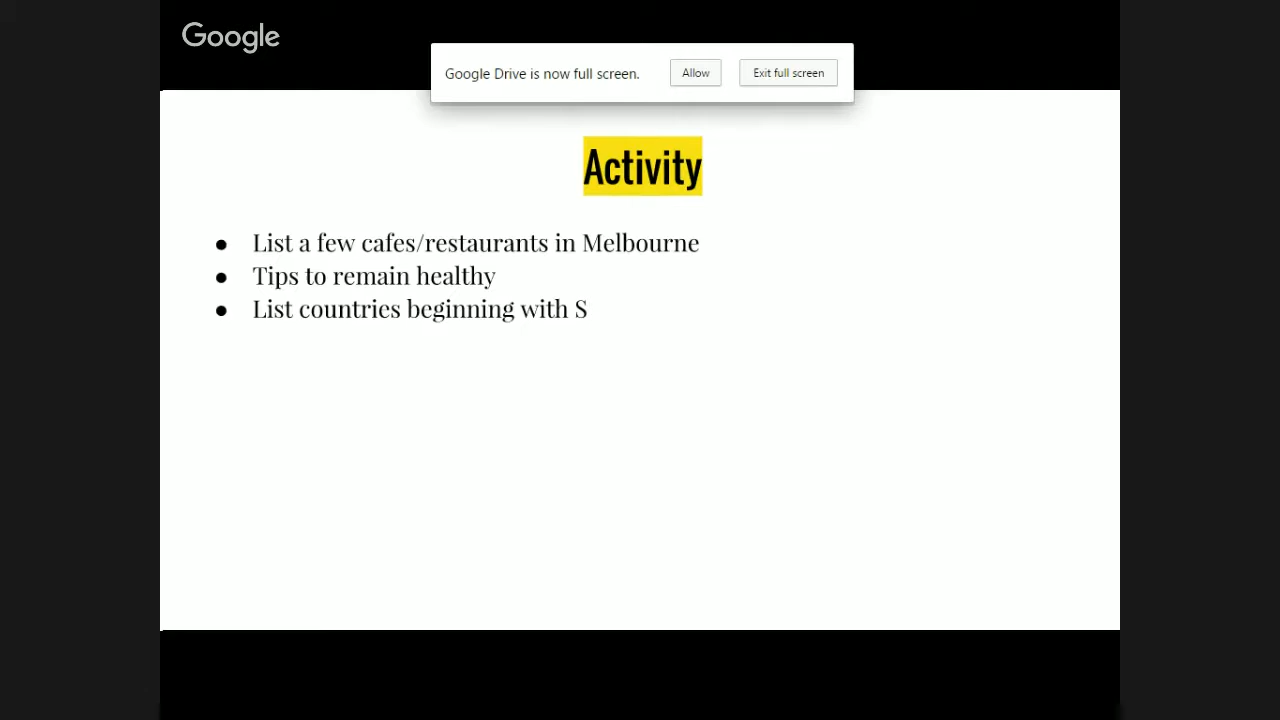 Google
Google Drive is now full screen. Allow Exit full screen
Activity
● List a few cafes/restaurants in Melbourne
● Tips to remain healthy
● List countries beginning with S